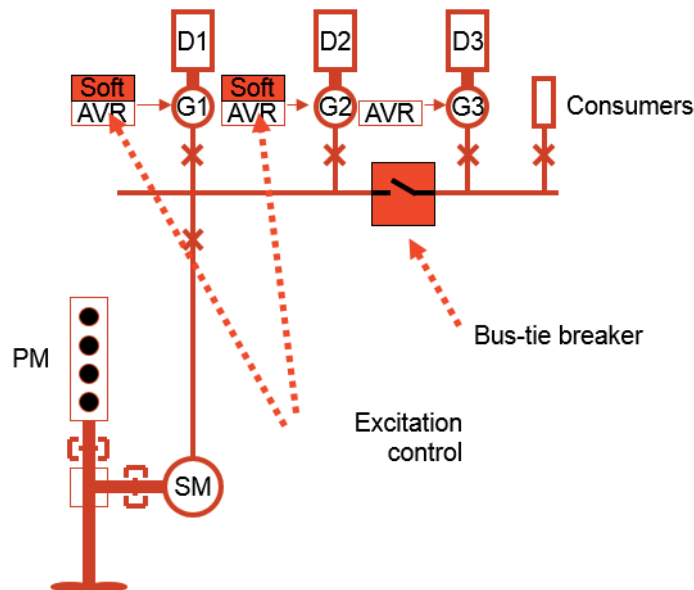 D1
D2
D3
Soft
AVR
G1
Soft
AVR
G2
AVR
G3
Consumers
Bus-tie breaker
PM
Excitation
control
SM